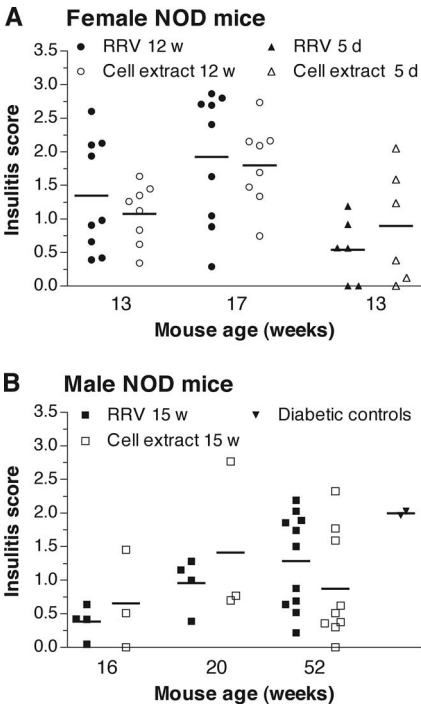 A Female NOD mice
● RRV 12 w ▲ RRV 5 d
○ Cell extract 12 w △ Cell extract 5 d
Insulitis score
3.5
3.0
2.5
2.0
1.5
1.0
0.5
0.0
13 17 13
Mouse age (weeks)
B Male NOD mice
■ RRV 15 w ▼ Diabetic controls
□ Cell extract 15 w
Insulitis score
3.5
3.0
2.5
2.0
1.5
1.0
0.5
0.0
16 20 52
Mouse age (weeks)